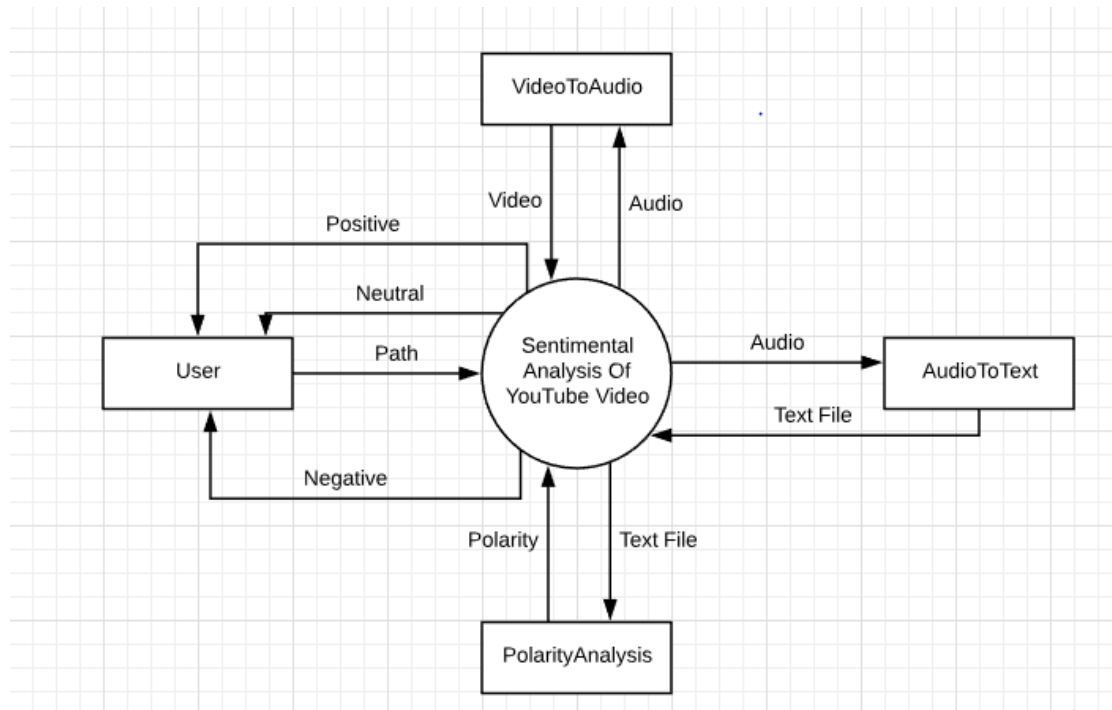 VideoToAudio
Video
Audio
Positive
Neutral
Path
User
Sentimental
Analysis Of
YouTube Video
Audio
AudioToText
Text File
Negative
Polarity
Text File
PolarityAnalysis